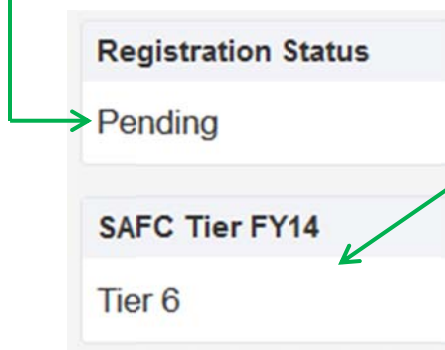 Registration Status
Pending
SAFC Tier FY14
Tier 6